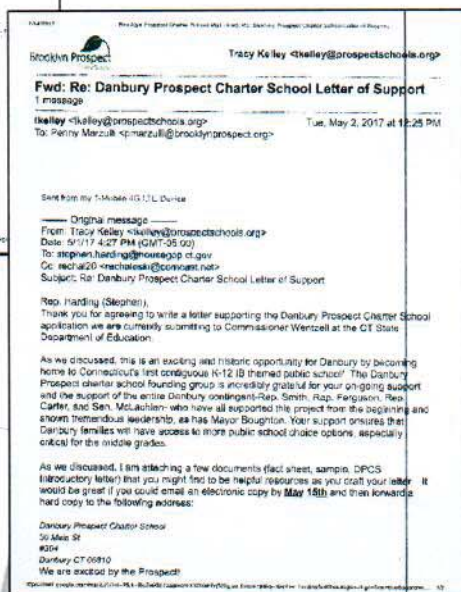 Brooklyn Prospect
Tracy Kelley <tkelley@prospectschools.org>
Fwd: Re: Danbury Prospect Charter School Letter of Support
1 message
tkelley <tkelley@prospectschools.org> Tue, May 2, 2017 at 12:25 PM
To: Penny Marzulli <pmarzulli@brooklynprospect.org>
Sent from my T-Mobile 4G LTE Device
-------- Original message --------
From: Tracy Kelley <tkelley@prospectschools.org>
Date: 5/1/17 4:27 PM (GMT-05:00)
To: stephen.harding@housegop.ct.gov
Cc: rechal20
Subject: Re: Danbury Prospect Charter School Letter of Support
Rep. Harding (Stephen),
Thank you for agreeing to write a letter supporting the Danbury Prospect Charter School
application we are currently submitting to Commissioner Wentzell at the CT State
Department of Education.
As we discussed, this is an exciting and historic opportunity for Danbury by becoming
home to Connecticut's first contiguous K-12 IB themed public school! The Danbury
Prospect charter school founding group is incredibly grateful for your on-going support
and the support of the entire Danbury contingent-Rep. Smith, Rap. Ferguson, Rep.
Carter, and Sen. McLachlan- who have all supported this project from the beginning and
shown tremendous leadership, as has Mayor Boughton. Your support ensures that
Danbury families will have access to more public school choice options, especially
critical for the middle grades.
As we discussed, I am attaching a few documents (fact sheet, sample, DPCS
Introductory letter) that you might find to be helpful resources as you draft your letter. It
would be great if you could email an electronic copy by May 15th and then forward a
hard copy to the following address:
Danbury Prospect Charter School
30 Main St
#304
Danbury CT 06810
We are excited by the Prospect!